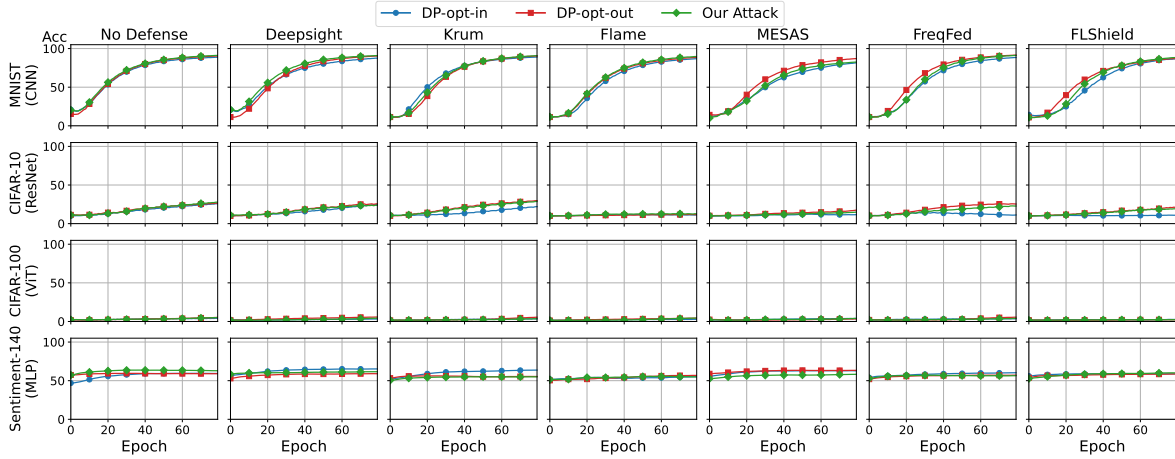 DP-opt-in DP-opt-out Our Attack
Acc No Defense Deepsight Krum Flame MESAS FreqFed FLShield
MNIST
(CNN)
100
50
0
CIFAR-10
(ResNet)
100
50
0
CIFAR-100
(ViT)
100
50
0
Sentiment-140
(MLP)
100
50
0
0 20 40 60 0 20 40 60 0 20 40 60 0 20 40 60 0 20 40 60 0 20 40 60 0 20 40 60
Epoch Epoch Epoch Epoch Epoch Epoch Epoch